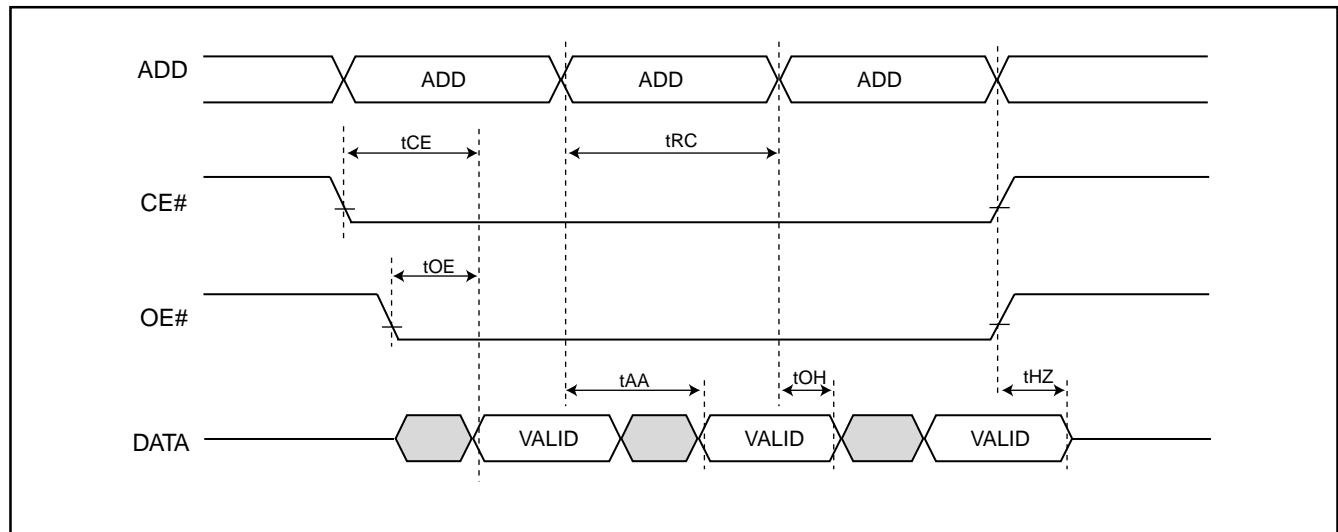 ADD ADD ADD ADD
tCE tRC
CE#
tOE
OE#
tAA tOH tHZ
DATA VALID VALID VALID